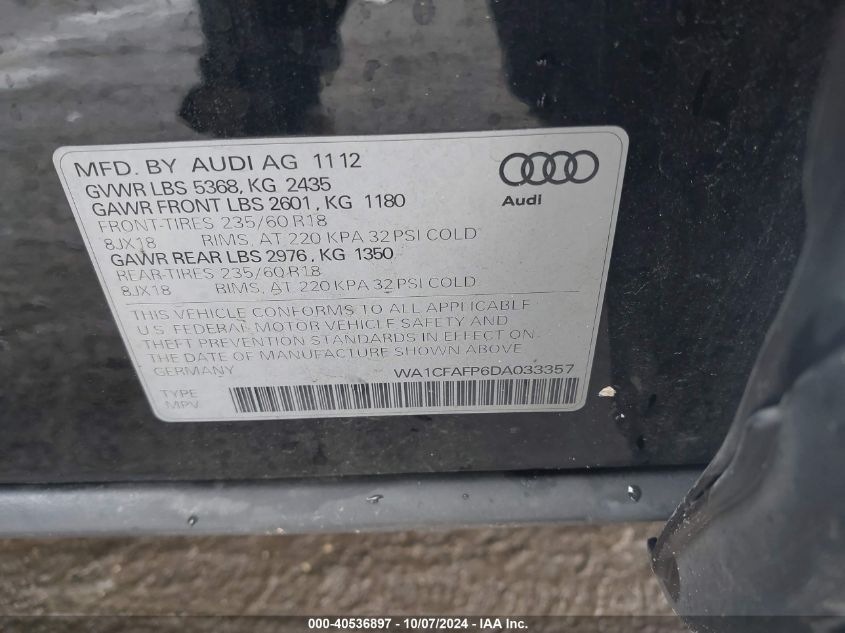 MFD. BY AUDI AG 11 12
GVWR LBS 5368, KG 2435
GAWR FRONT LBS 2601, KG 1180
FRONT-TIRES 235/60 R18
8JX18 RIMS, AT 220 KPA 32 PSI COLD
GAWR REAR LBS 2976, KG 1350
REAR-TIRES 235/60 R18
8JX18 RIMS, AT 220 KPA 32 PSI COLD
Audi
THIS VEHICLE CONFORMS TO ALL APPLICABLE
U.S. FEDERAL MOTOR VEHICLE SAFETY AND
THEFT PREVENTION STANDARDS IN EFFECT ON
THE DATE OF MANUFACTURE SHOWN ABOVE.
GERMANY WA1CFAFP6DA033357
TYPE
MPV
000-40536897 - 10/07/2024 - IAA Inc.